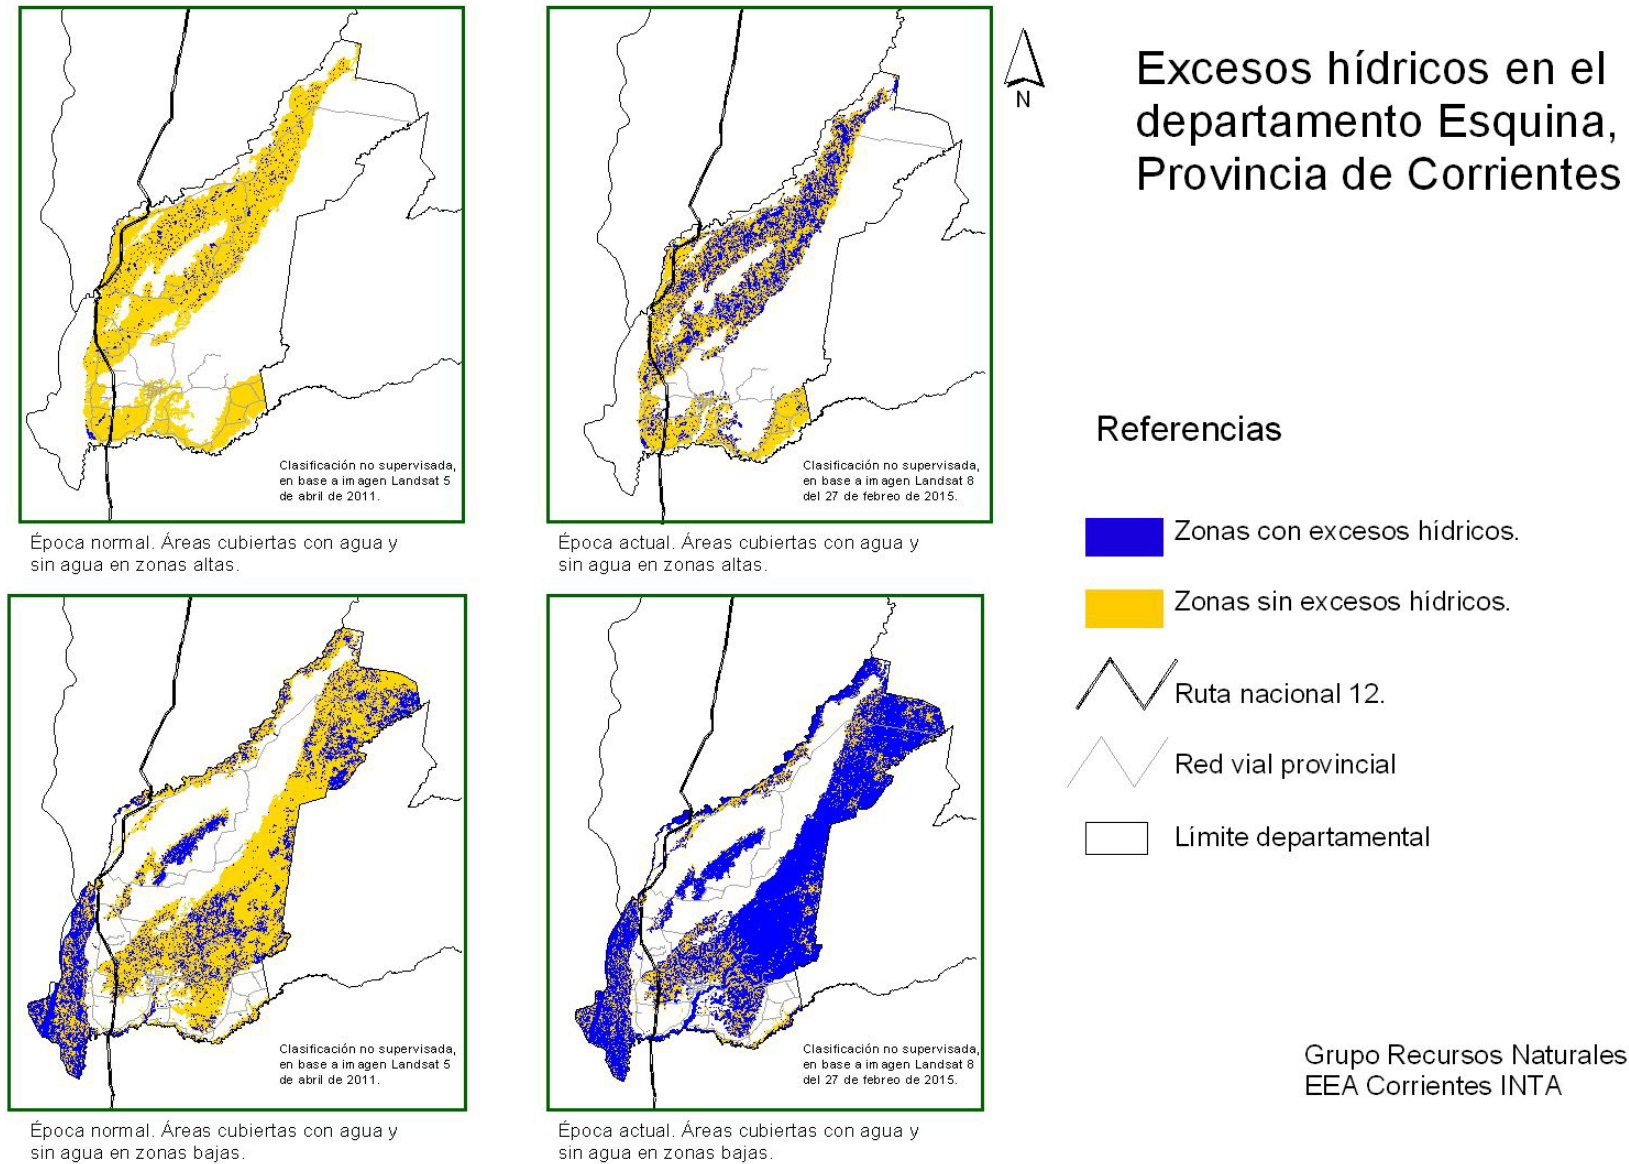 Excesos hídricos en el
departamento Esquina,
Provincia de Corrientes
N
Clasificación no supervisada,
en base a imagen Landsat 5
de abril de 2011.
Época normal. Áreas cubiertas con agua y
sin agua en zonas altas.
Clasificación no supervisada,
en base a imagen Landsat 8
del 27 de febreo de 2015.
Época actual. Áreas cubiertas con agua y
sin agua en zonas altas.
Clasificación no supervisada,
en base a imagen Landsat 5
de abril de 2011.
Época normal. Áreas cubiertas con agua y
sin agua en zonas bajas.
Clasificación no supervisada,
en base a imagen Landsat 8
del 27 de febreo de 2015.
Época actual. Áreas cubiertas con agua y
sin agua en zonas bajas.
Referencias
Zonas con excesos hídricos.
Zonas sin excesos hídricos.
Ruta nacional 12.
Red vial provincial
Límite departamental
Grupo Recursos Naturales
EEA Corrientes INTA